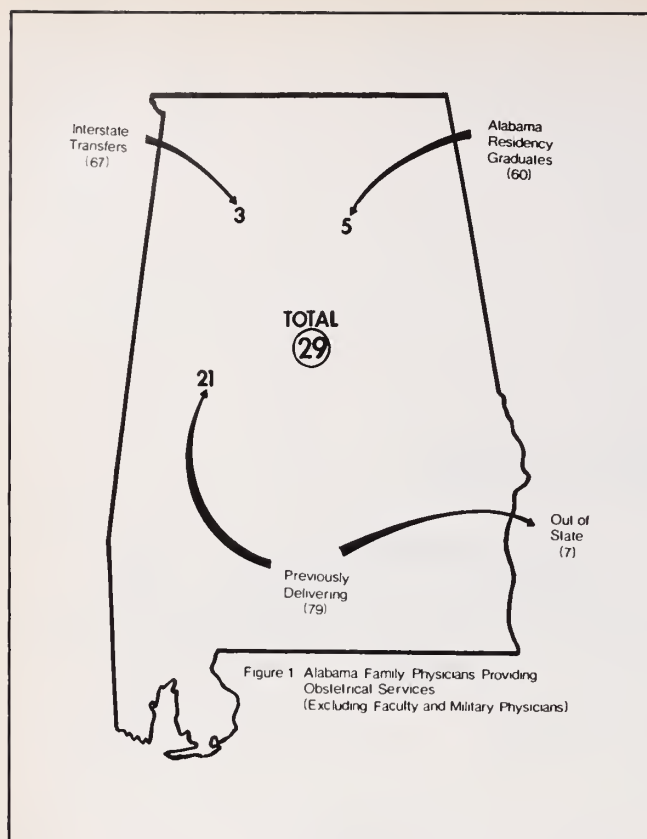 Interstate
Transfers
(67)
Alabama
Residency
Graduates
(60)
3
5
TOTAL
29
21
Out of
State
(7)
Previously
Delivering
(79)
Figure 1 Alabama Family Physicians Providing
Obstetrical Services
(Excluding Faculty and Military Physicians)